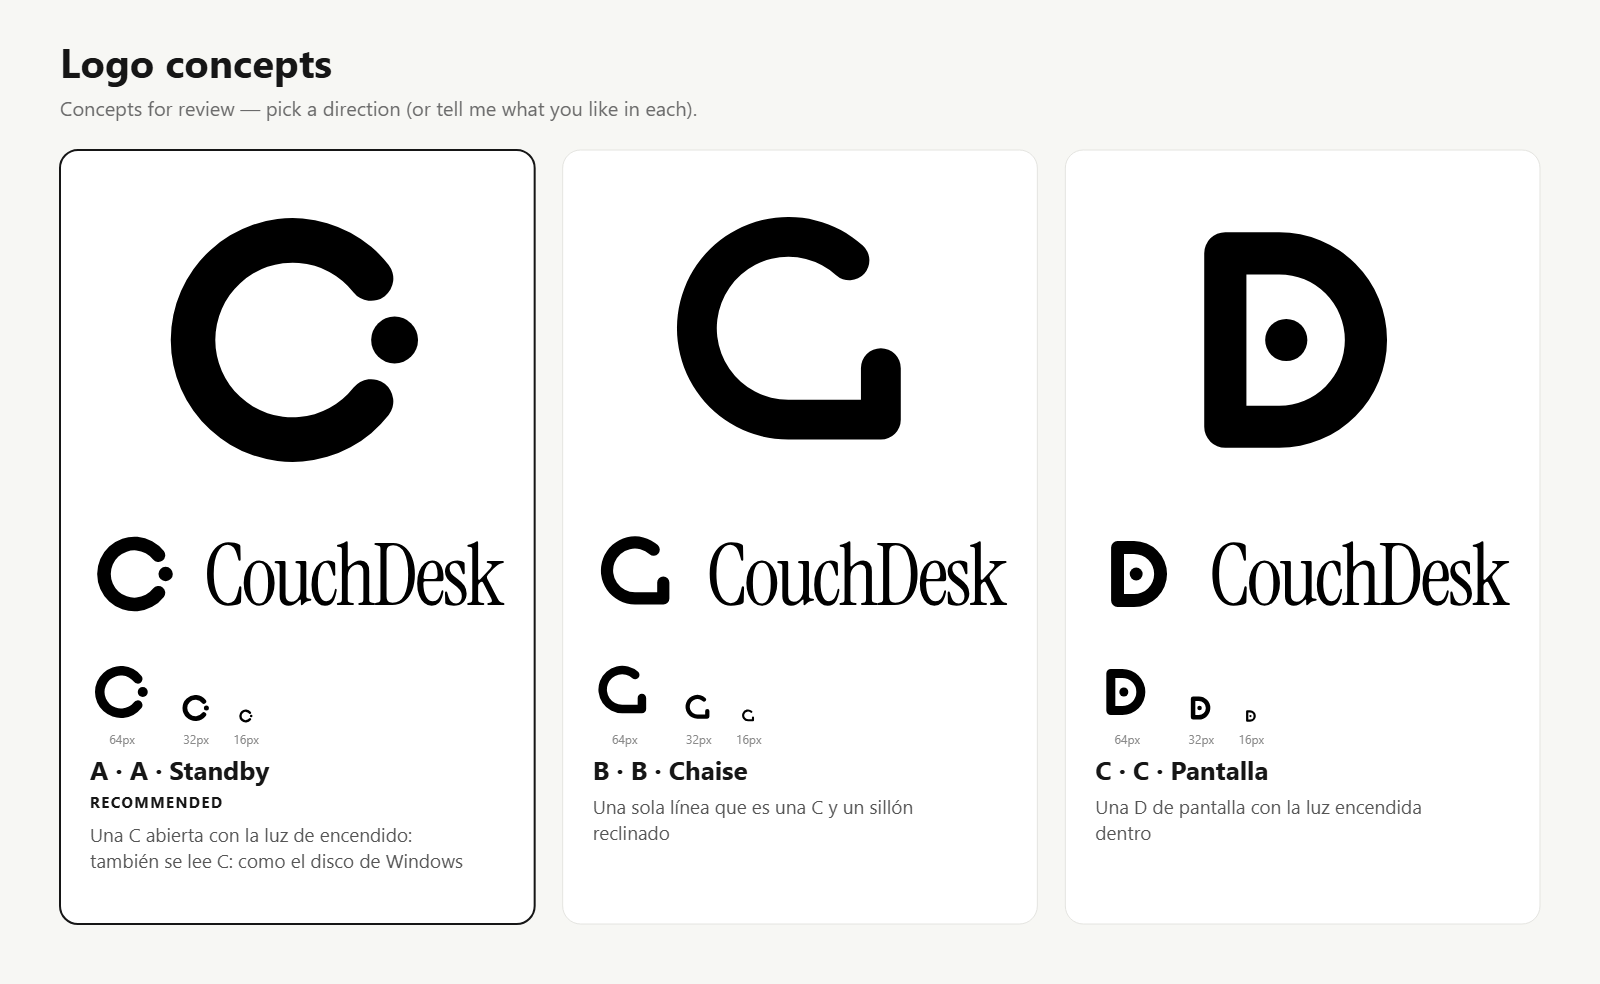 Logo concepts
Concepts for review — pick a direction (or tell me what you like in each).
CouchDesk
64px 32px 16px
A · A · Standby
RECOMMENDED
Una C abierta con la luz de encendido:
también se lee C: como el disco de Windows
CouchDesk
64px 32px 16px
B · B · Chaise
Una sola línea que es una C y un sillón
reclinado
CouchDesk
64px 32px 16px
C · C · Pantalla
Una D de pantalla con la luz encendida
dentro